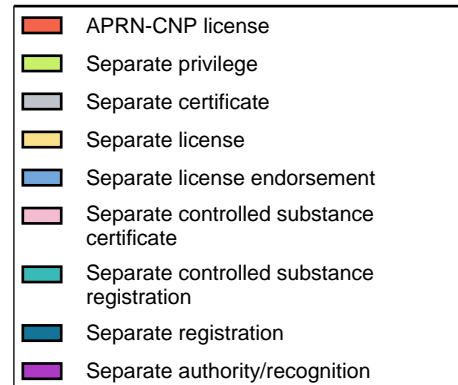 APRN-CNP license
Separate privilege
Separate certificate
Separate license
Separate license endorsement
Separate controlled substance
certificate
Separate controlled substance
registration
Separate registration
Separate authority/recognition